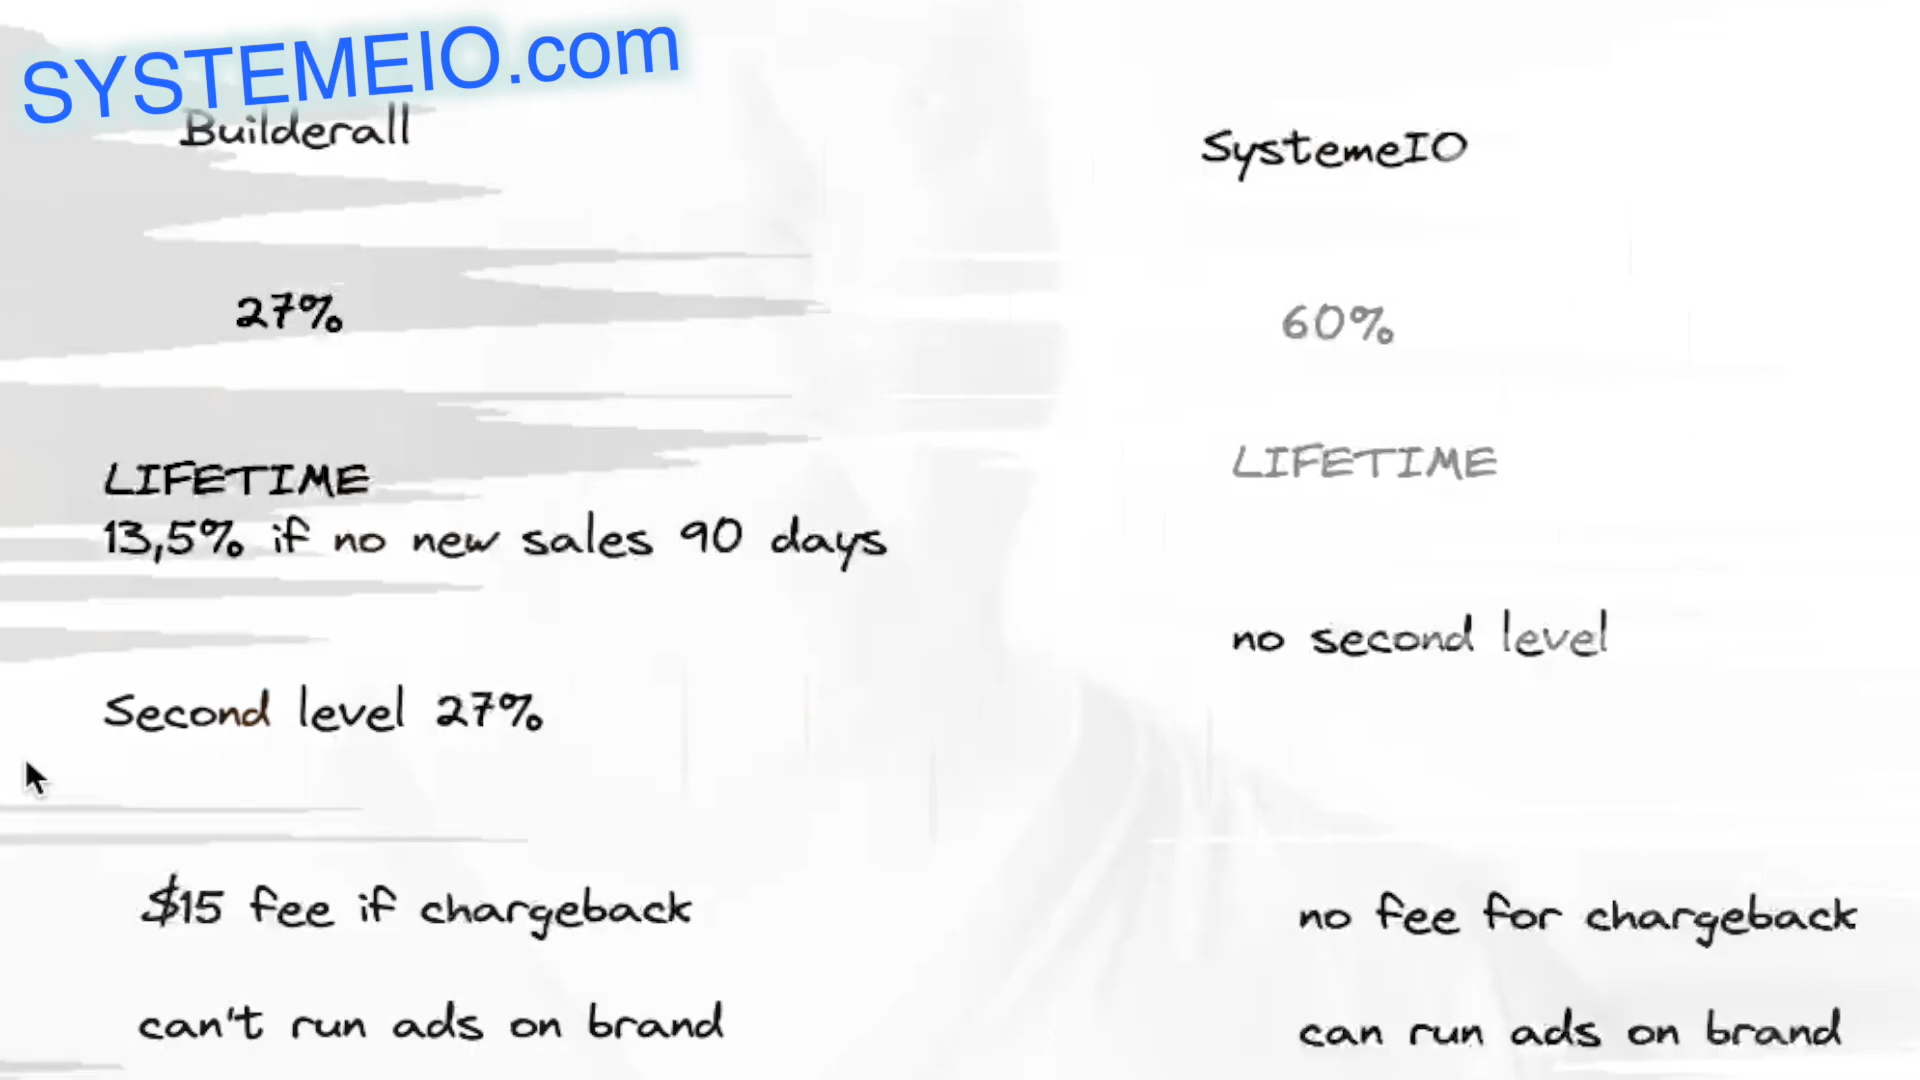 SYSTEMEIO.com
Builderall
SystemeIO
27%
60%
LIFETIME
13,5% if no new sales 90 days
LIFETIME
Second level 27%
no second level
$15 fee if chargeback
no fee for chargeback
can't run ads on brand
can run ads on brand